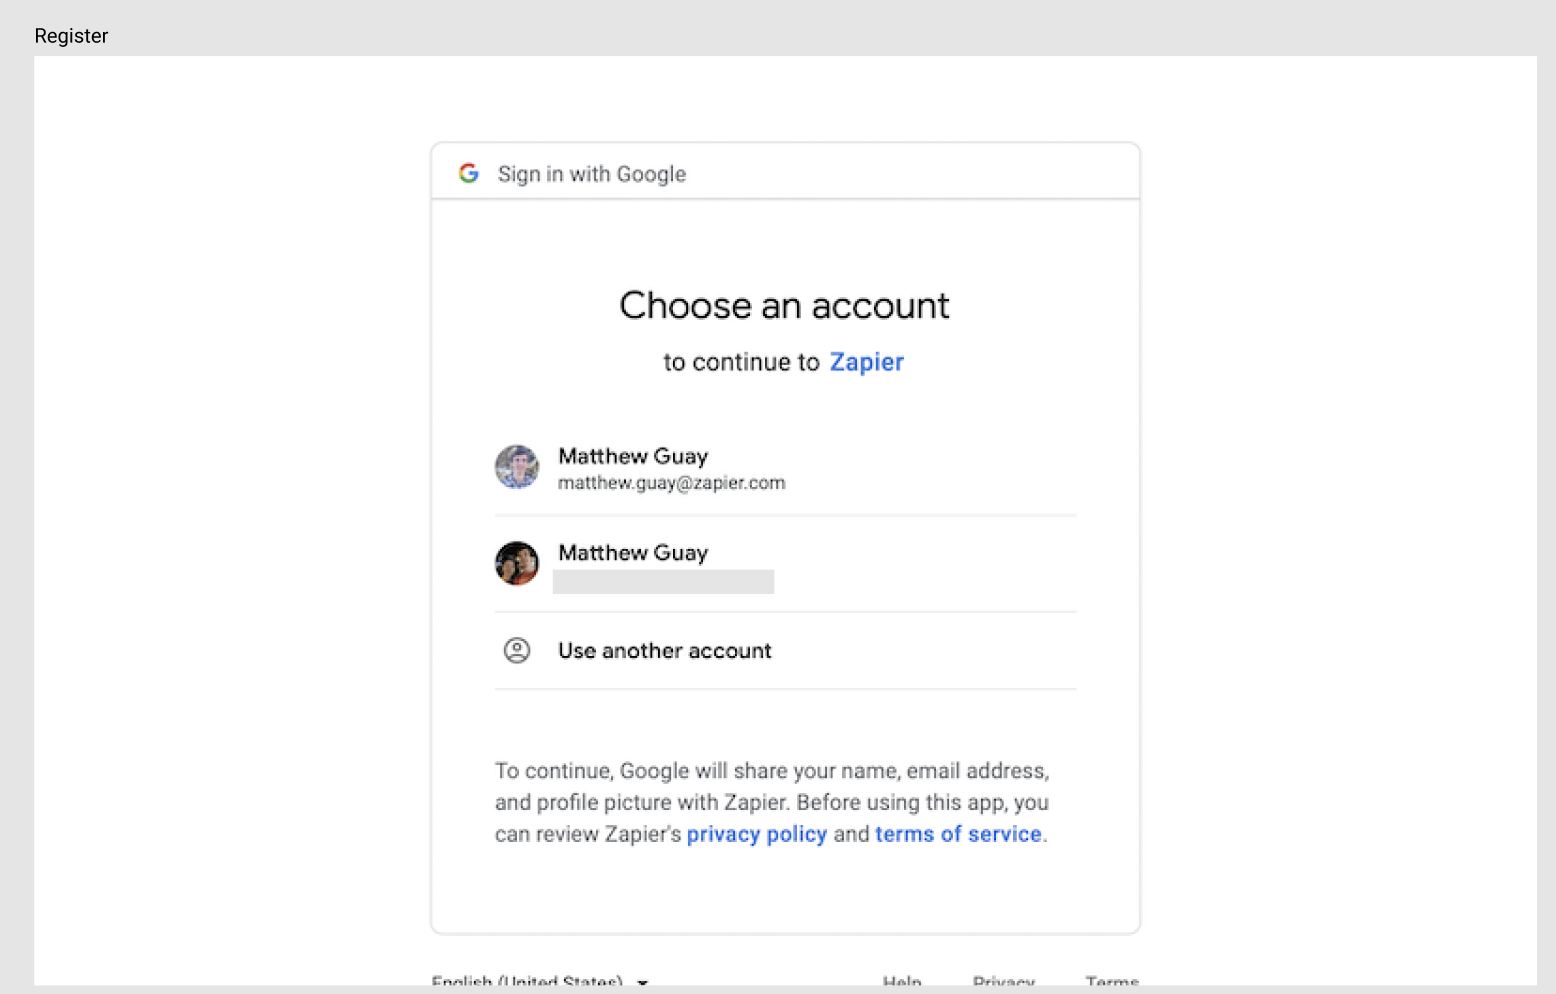 Register
Sign in with Google
Choose an account
to continue to Zapier
Matthew Guay
matthew.guay@zapier.com
Matthew Guay
Use another account
To continue, Google will share your name, email address,
and profile picture with Zapier. Before using this app, you
can review Zapier's privacy policy and terms of service.
English (United States)
Help
Privacy
Terms